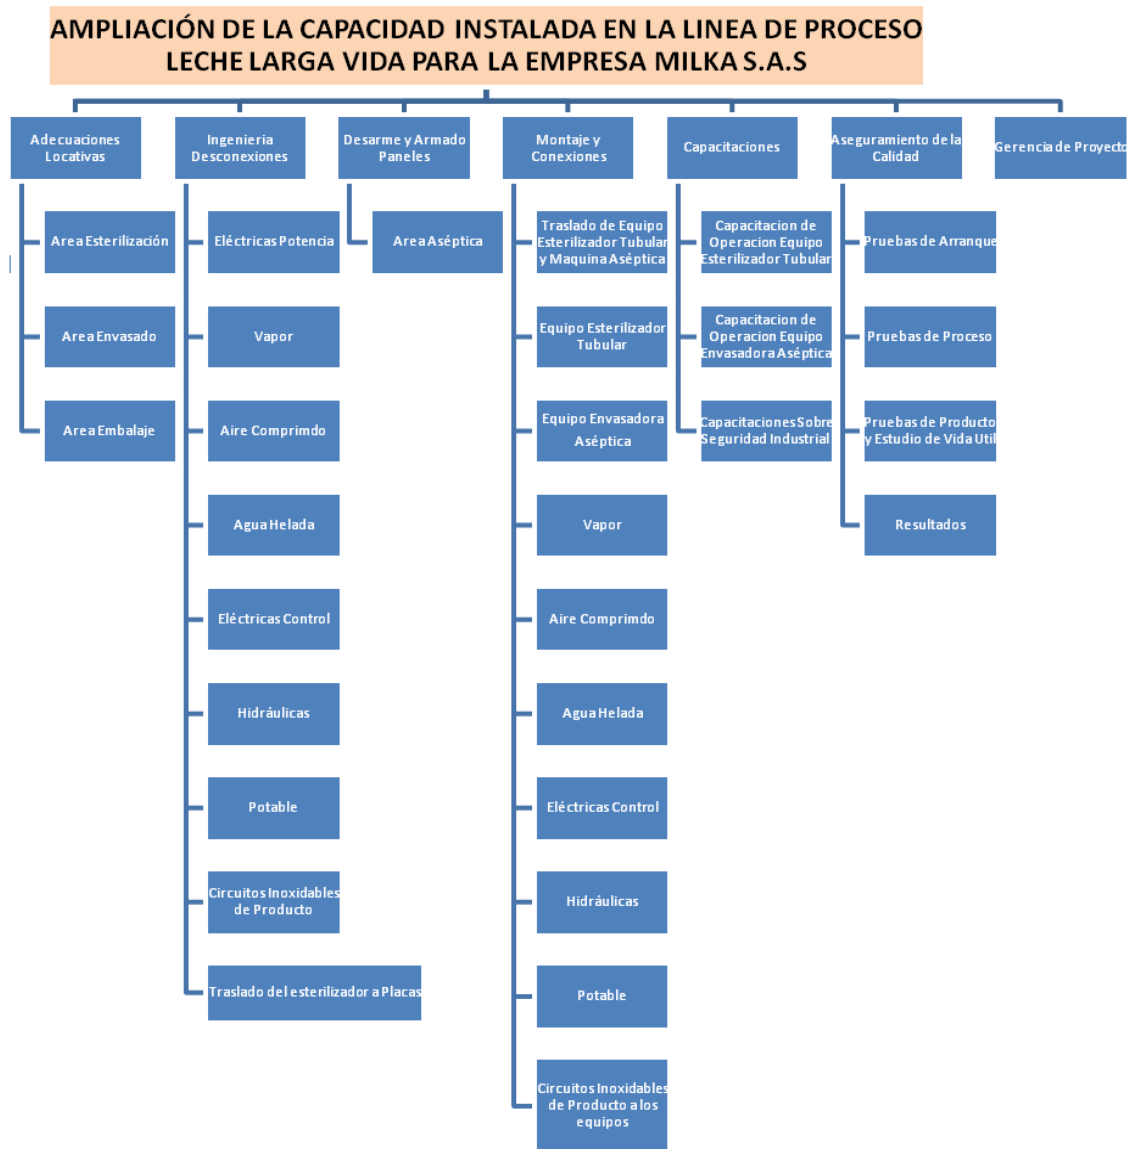 AMPLIACIÓN DE LA CAPACIDAD INSTALADA EN LA LINEA DE PROCESO
LECHE LARGA VIDA PARA LA EMPRESA MILKA S.A.S
Adecuaciones
Locativas
Area Esterilización
Area Envasado
Area Embalaje
Ingenieria
Desconexiones
Eléctricas Potencia
Vapor
Aire Comprimdo
Agua Helada
Eléctricas Control
Hidráulicas
Potable
Circuitos Inoxidables
de Producto
Traslado del esterilizador a Placas
Desarme y Armado
Paneles
Area Aséptica
Montaje y
Conexiones
Traslado de Equipo
Esterilizador Tubular
y Maquina Aséptica
Equipo Esterilizador
Tubular
Equipo Envasadora
Aséptica
Vapor
Aire Comprimdo
Agua Helada
Eléctricas Control
Hidráulicas
Potable
Circuitos Inoxidables
de Producto a los
equipos
Capacitaciones
Capacitacion de
Operacion Equipo
Esterilizador Tubular
Capacitacion de
Operacion Equipo
Envasadora Aséptica
Capacitaciones Sobre
Seguridad Industrial
Aseguramiento de la
Calidad
Pruebas de Arranque
Pruebas de Proceso
Pruebas de Producto
y Estudio de Vida Util
Resultados
Gerencia de Proyecto